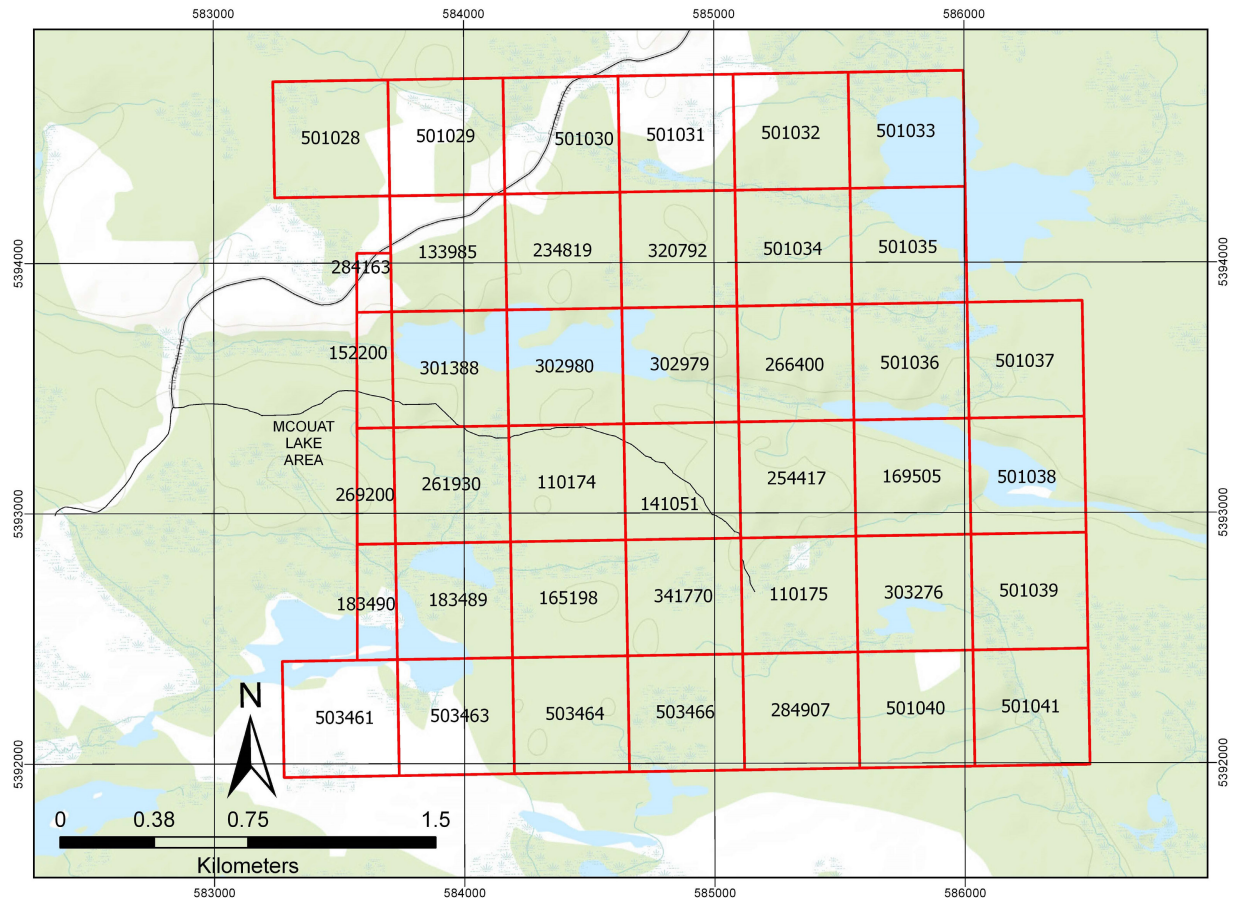 583000 584000 585000 586000
501028 501029 501030 501031 501032 501033
5394000 284163 133985 234819 320792 501034 501035 5394000
152200 301388 302980 302979 266400 501036 501037
MCOUAT
LAKE
AREA
269200 261930 110174 141051 254417 169505 501038
5393000 5393000
183490 183489 165198 341770 110175 303276 501039
N
503461 503463 503464 503466 284907 501040 501041
5392000 5392000
0 0.38 0.75 1.5
Kilometers
583000 584000 585000 586000